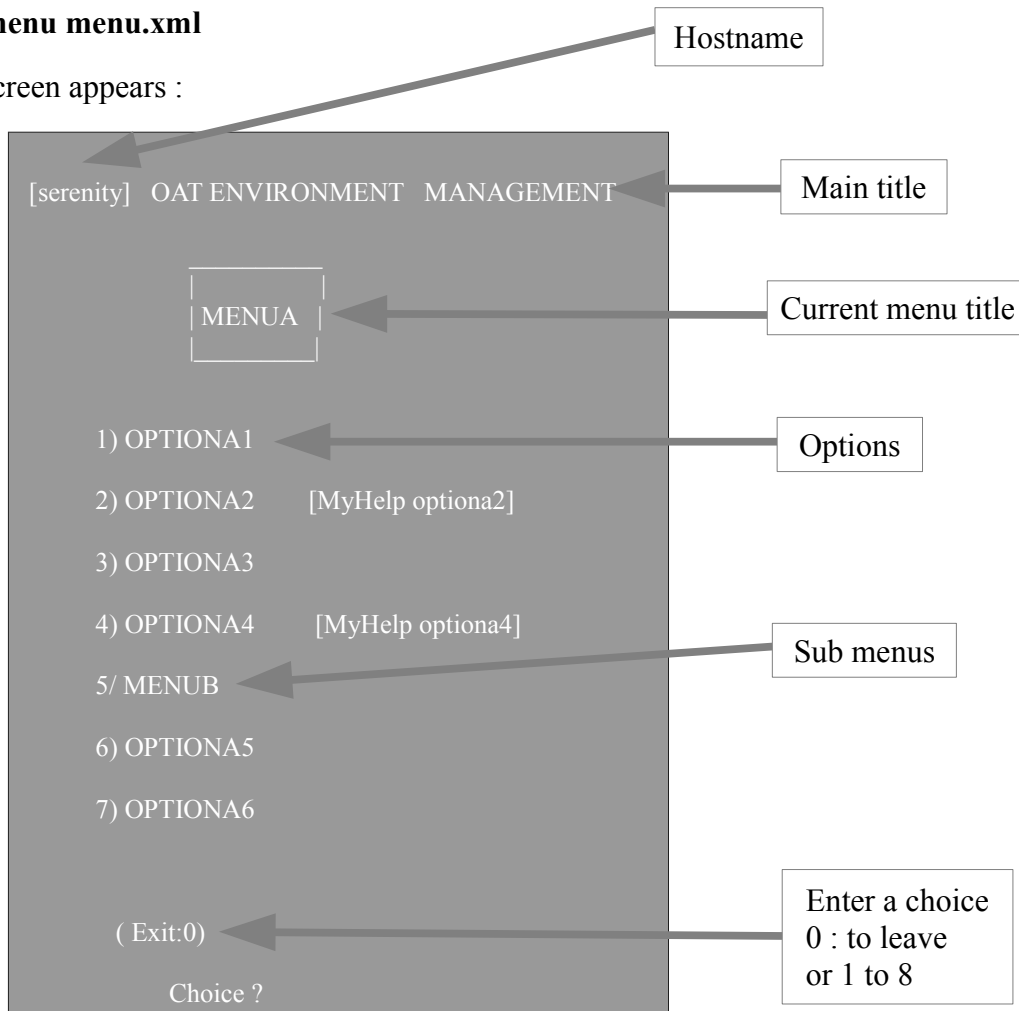 menu menu.xml
Hostname
creen appears :
[serenity] OAT ENVIRONMENT MANAGEMENT
Main title
MENUA
Current menu title
1) OPTIONA1
Options
2) OPTIONA2 [MyHelp optiona2]
3) OPTIONA3
4) OPTIONA4 [MyHelp optiona4]
Sub menus
5/ MENUB
6) OPTIONA5
7) OPTIONA6
Enter a choice
0 : to leave
or 1 to 8
( Exit:0)
Choice ?